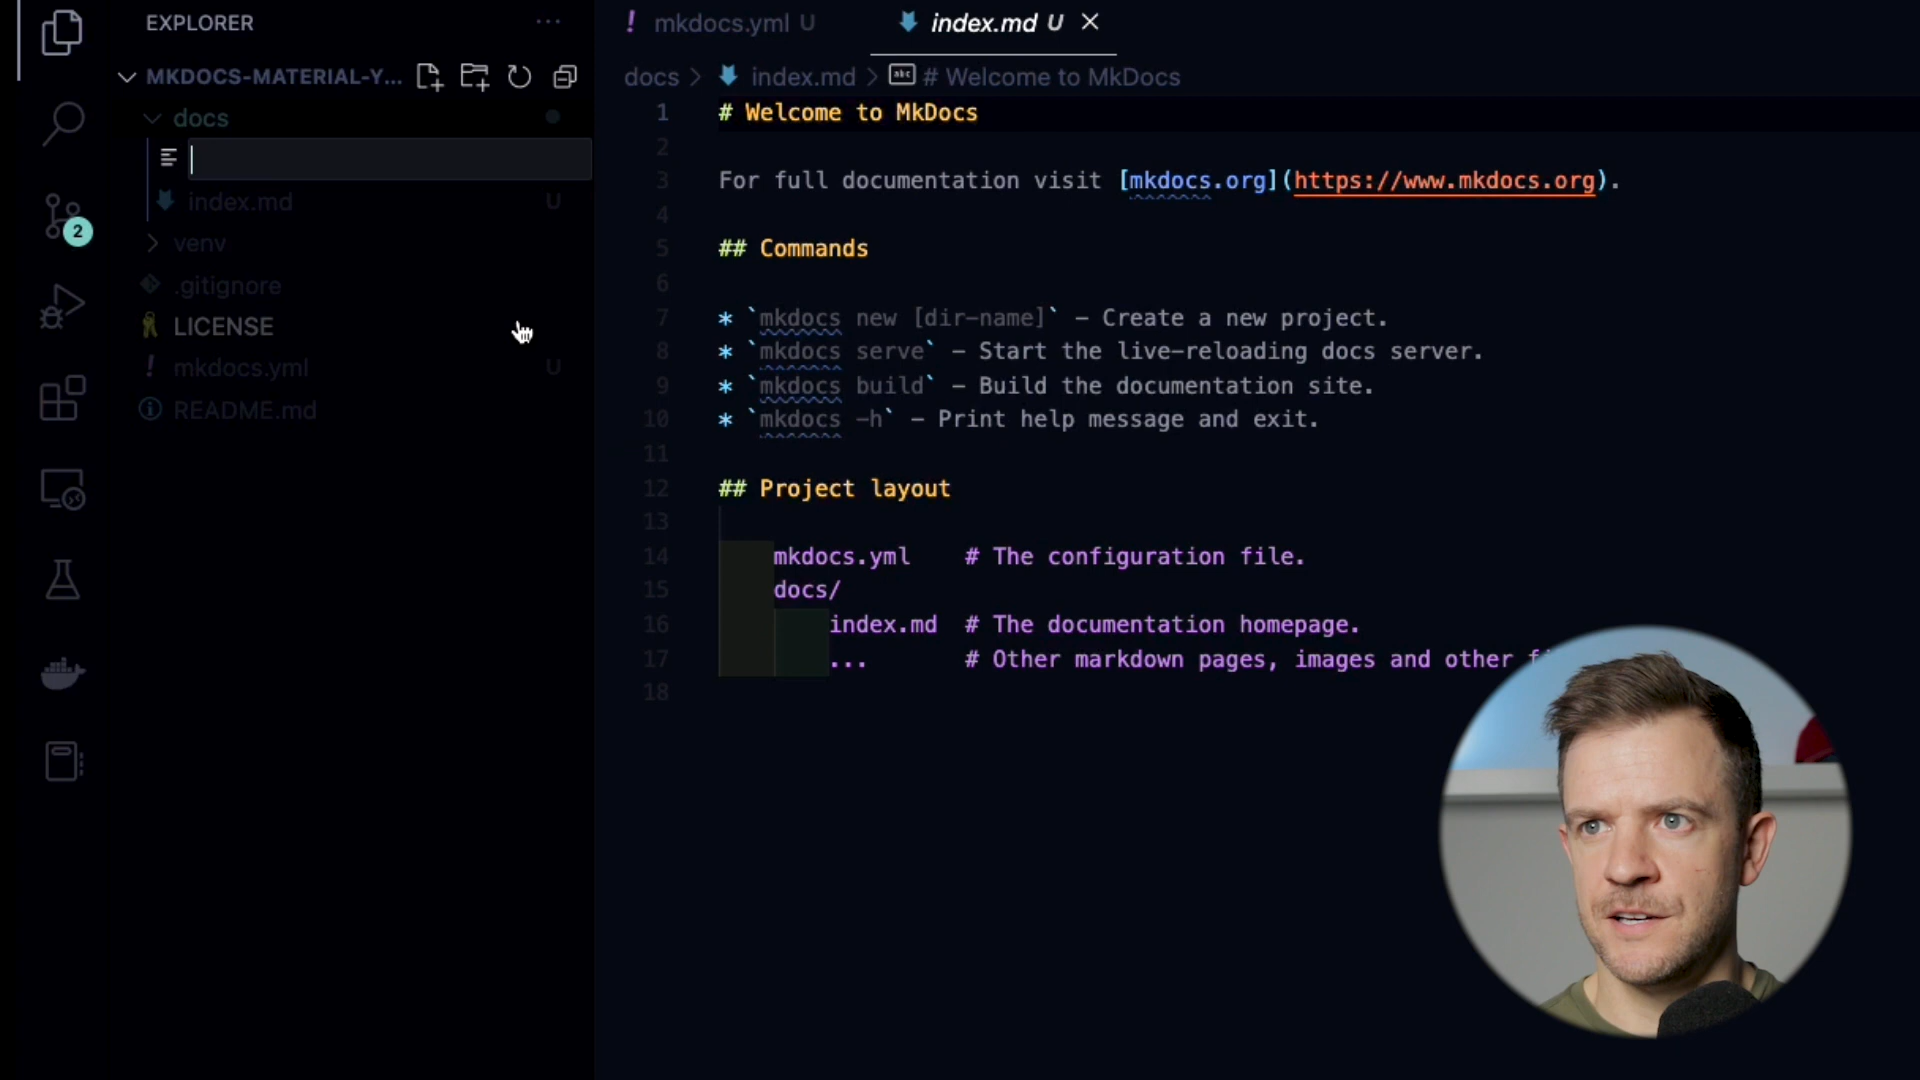 EXPLORER
MKDOCS-MATERIAL-Y...
docs
index.md U
venv
.gitignore
LICENSE
mkdocs.yml U
README.md
2
! mkdocs.yml U
index.md U
docs > index.md > # Welcome to MkDocs
1 # Welcome to MkDocs
2
3 For full documentation visit [mkdocs.org](https://www.mkdocs.org).
4
5 ## Commands
6
7 * `mkdocs new [dir-name]` - Create a new project.
8 * `mkdocs serve` - Start the live-reloading docs server.
9 * `mkdocs build` - Build the documentation site.
10 * `mkdocs -h` - Print help message and exit.
11
12 ## Project layout
13
14 mkdocs.yml # The configuration file.
15 docs/
16 index.md # The documentation homepage.
17 ... # Other markdown pages, images and other
18